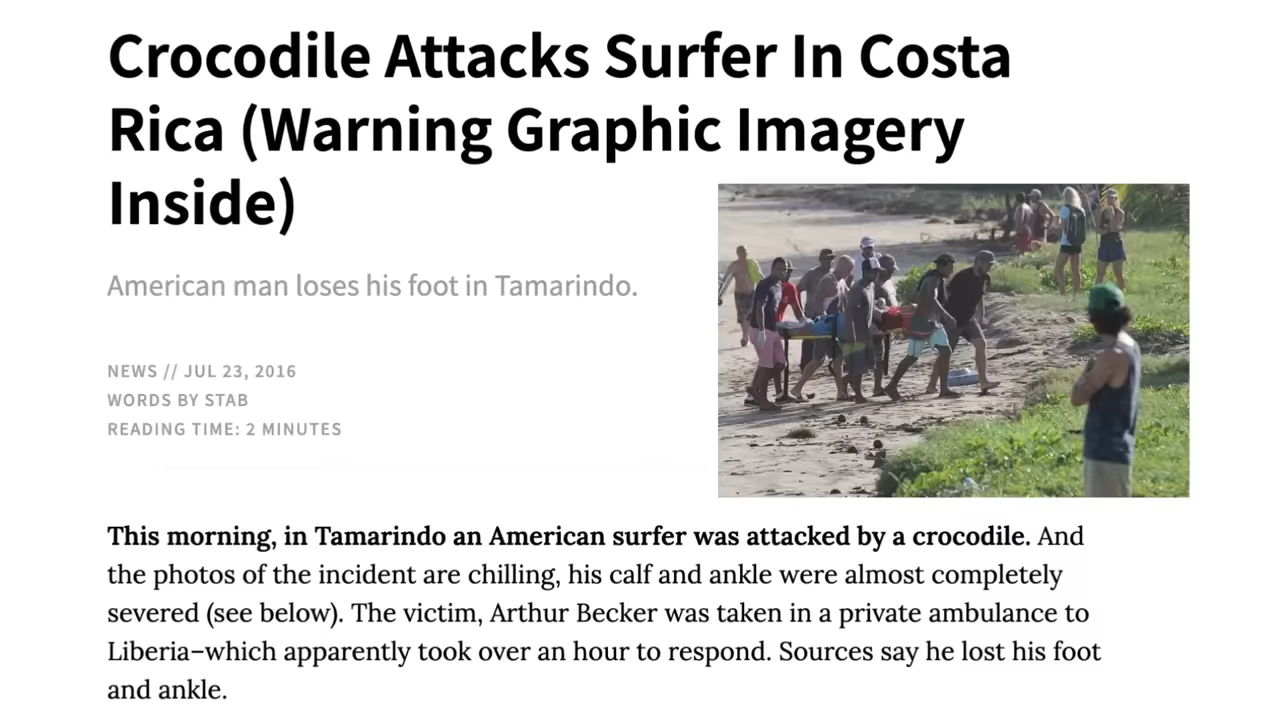 Crocodile Attacks Surfer In Costa
Rica (Warning Graphic Imagery
Inside)
American man loses his foot in Tamarindo.
NEWS // JUL 23, 2016
WORDS BY STAB
READING TIME: 2 MINUTES
This morning, in Tamarindo an American surfer was attacked by a crocodile. And
the photos of the incident are chilling, his calf and ankle were almost completely
severed (see below). The victim, Arthur Becker was taken in a private ambulance to
Liberia–which apparently took over an hour to respond. Sources say he lost his foot
and ankle.